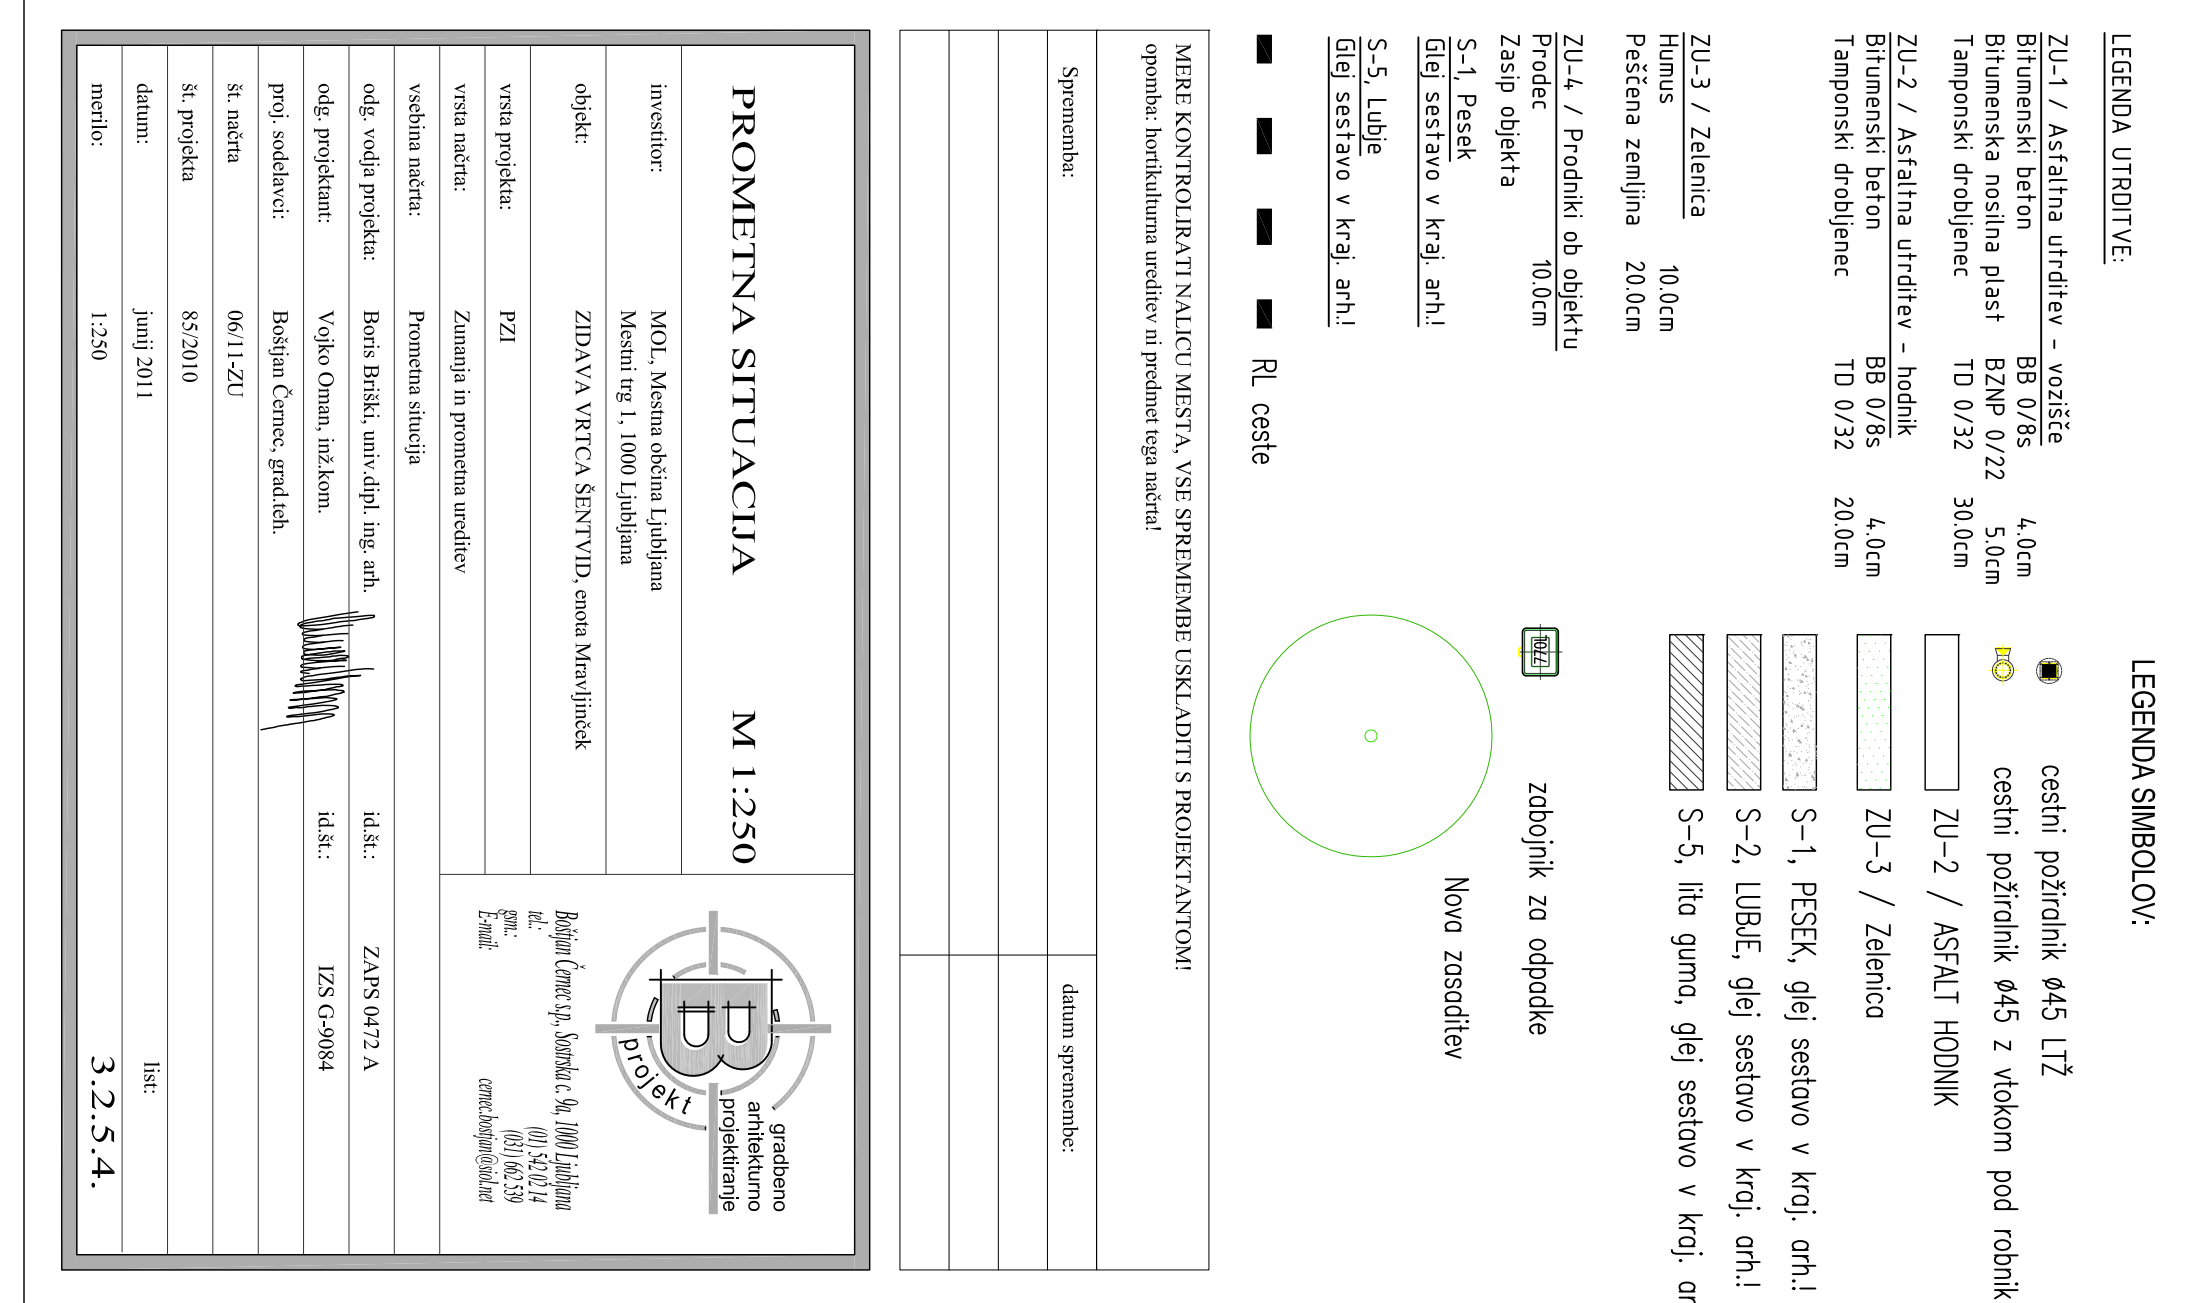 LEGENDA UTRDITVE:
ZU-1 / Asfaltna utrditev - vozišče
Bitumenski beton BB 0/8s 4.0cm
Bitumenska nosilna plast BZNP 0/22 5.0cm
Tamponski drobljenec TD 0/32 30.0cm
ZU-2 / Asfaltna utrditev - hodnik
Bitumenski beton BB 0/8s 4.0cm
Tamponski drobljenec TD 0/32 20.0cm
ZU-3 / Zelenica
Humus 10.0cm
Peščena zemljina 20.0cm
ZU-4 / Prodniki ob objektu
Prodec 10.0cm
Zasip objekta
S-1, Pesek
Glej sestavo v kraj. arh.!
S-5, Lubje
Glej sestavo v kraj. arh.!
RL ceste
LEGENDA SIMBOLOV:
cestni požiralnik ø45 LTŽ
cestni požiralnik ø45 z vtokom pod robnik
ZU-2 / ASFALT HODNIK
ZU-3 / Zelenica
S-1, PESEK, glej sestavo v kraj. arh.!
S-2, LUBJE, glej sestavo v kraj. arh.!
S-5, lita guma, glej sestavo v kraj. ar
zabojnik za odpadke
Nova zasaditev
MERE KONTROLIRATI NALICU MESTA, VSE SPREMEMBE USKLADITI S PROJEKTANTOM!
opomba: hortikulturna ureditev ni predmet tega načrta!
Sprememba: datum spremembe:
PROMETNA SITUACIJA M 1:250
investitor: MOL, Mestna občina Ljubljana
Mestni trg 1, 1000 Ljubljana
objekt: ZIDAVA VRTCA ŠENTVID, enota Mravljinček
vrsta projekta: PZI
vrsta načrta: Zunanja in prometna ureditev
vsebina načrta: Prometna situcija
odg. vodja projekta: Boris Briški, univ.dipl. ing. arh. id.št.: ZAPS 0472 A
odg. projektant: Vojko Oman, inž.kom. id.št.: IZS G-9084
proj. sodelavci: Boštjan Černec, grad.teh.
št. načrta 06/11-ZU
št. projekta 85/2010
datum: junij 2011 list:
merilo: 1:250 3.2.5.4.
gradbeno
arhitekturno
projektiranje
projekt
Boštjan Černec s.p., Sostrska c. 9a, 1000 Ljubljana
tel.: (01) 542 02 14
gsm.: (031) 662 539
E-mail: cernec.bostjan@siol.net